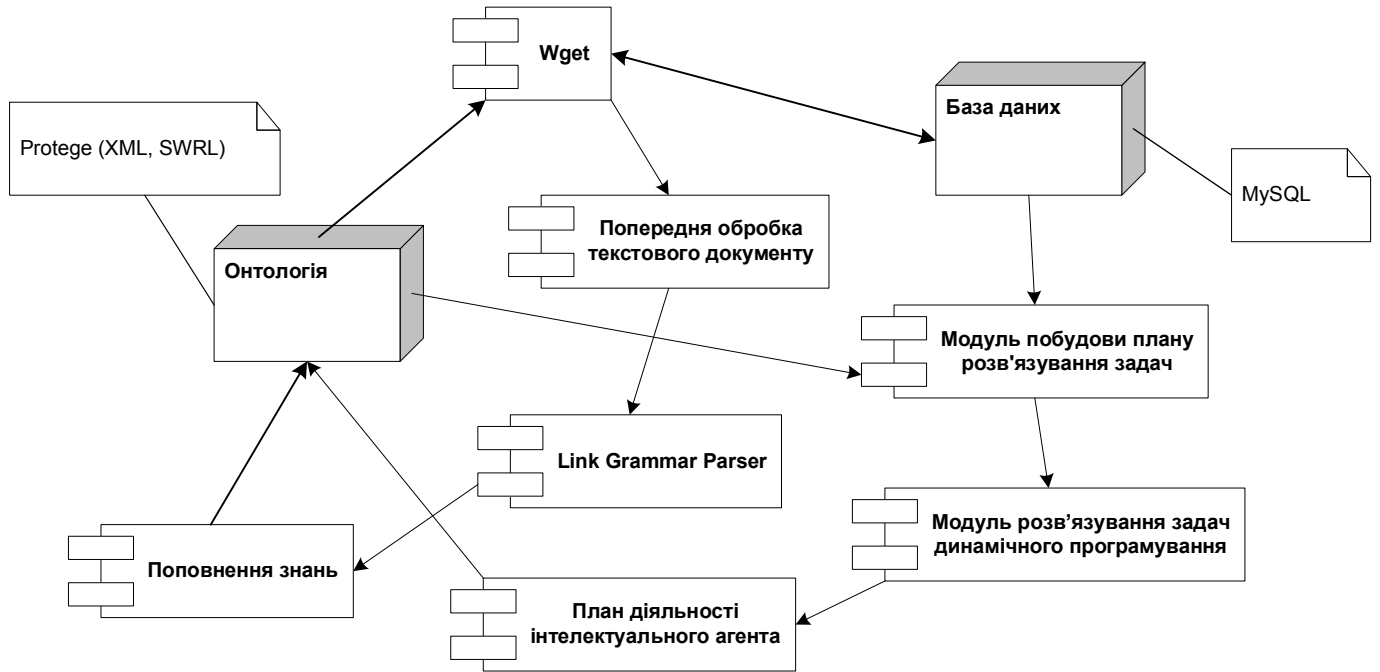 Wget
База даних
Protege (XML, SWRL)
MySQL
Попередня обробка
текстового документу
Онтологія
Модуль побудови плану
розв'язування задач
Link Grammar Parser
Модуль розв’язування задач
динамічного програмування
Поповнення знань
План діяльності
інтелектуального агента